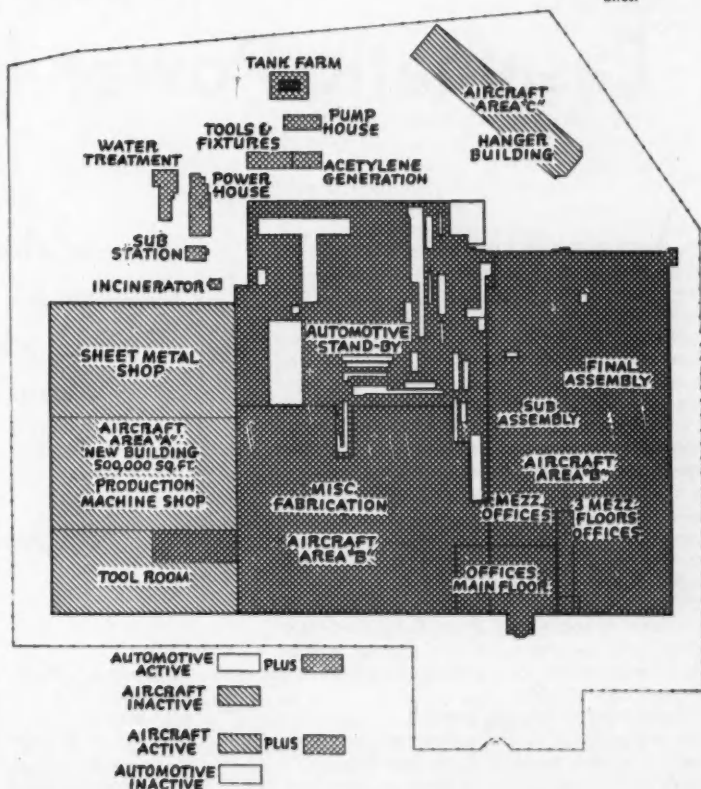 TANK FARM
PUMP
HOUSE
TOOLS &
FIXTURES
ACETYLENE
GENERATION
WATER
TREATMENT
POWER
HOUSE
SUB
STATION
INCINERATOR
AIRCRAFT
AREA "C"
HANGER
BUILDING
SHEET METAL
SHOP
AUTOMOTIVE
STAND-BY
FINAL
ASSEMBLY
SUB
ASSEMBLY
AIRCRAFT
AREA "A"
NEW BUILDING
500,000 SQ. FT.
PRODUCTION
MACHINE SHOP
MISC.
FABRICATION
AIRCRAFT
AREA "B"
AIRCRAFT
AREA "B"
MEZZ.
OFFICES
3 MEZZ.
FLOORS
OFFICES
TOOL ROOM
OFFICES
MAIN FLOOR
AUTOMOTIVE
ACTIVE
PLUS
AIRCRAFT
INACTIVE
AIRCRAFT
ACTIVE
PLUS
AUTOMOTIVE
INACTIVE